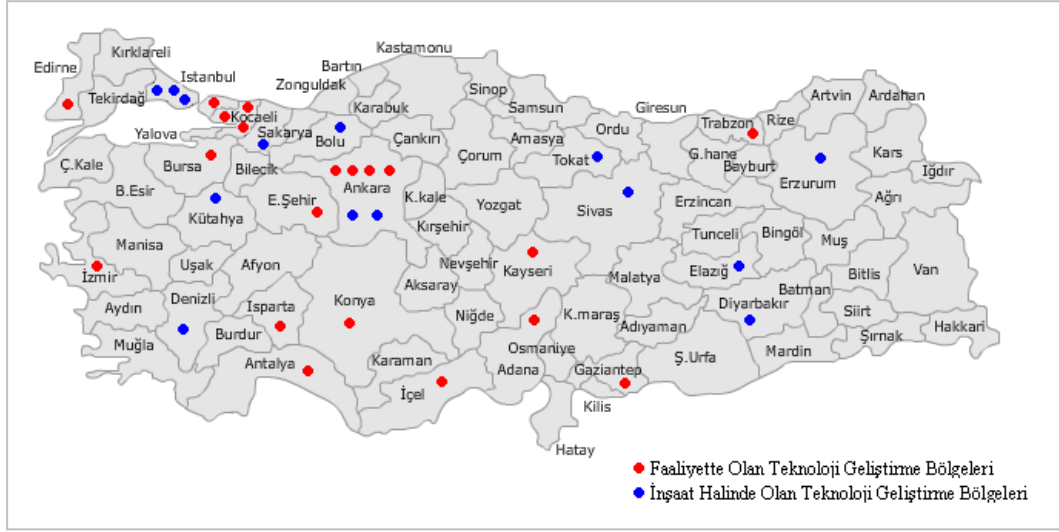 Kastamonu
Kırklareli
Bartın
Edirne
Istanbul
Zonguldak
Sinop
Artvin
Ardahan
Tekirdağ
Karabuk
Samsun
Giresun
Kocaeli
Trabzon
Rize
Yalova
Sakarya
Bolu
Çankırı
Amasya
Ordu
Kars
Ç.Kale
Bursa
Bilecik
Çorum
Tokat
G.hane
Bayburt
Iğdır
B.Esir
Ankara
K.kale
Erzurum
Ağrı
Kütahya
E.Şehir
Yozgat
Sivas
Erzincan
Kırşehir
Tunceli
Bingöl
Manisa
Muş
Uşak
Afyon
Nevşehir
Kayseri
Elazığ
Van
İzmir
Malatya
Bitlis
Aksaray
Batman
Aydın
Denizli
Isparta
Konya
Niğde
K.maraş
Diyarbakır
Siirt
Burdur
Adıyaman
Hakkari
Muğla
Osmaniye
Şırnak
Antalya
Karaman
Ş.Urfa
Mardin
Adana
Gaziantep
İçel
Kilis
Hatay
Faaliyette Olan Teknoloji Geliştirme Bölgeleri
İnşaat Halinde Olan Teknoloji Geliştirme Bölgeleri